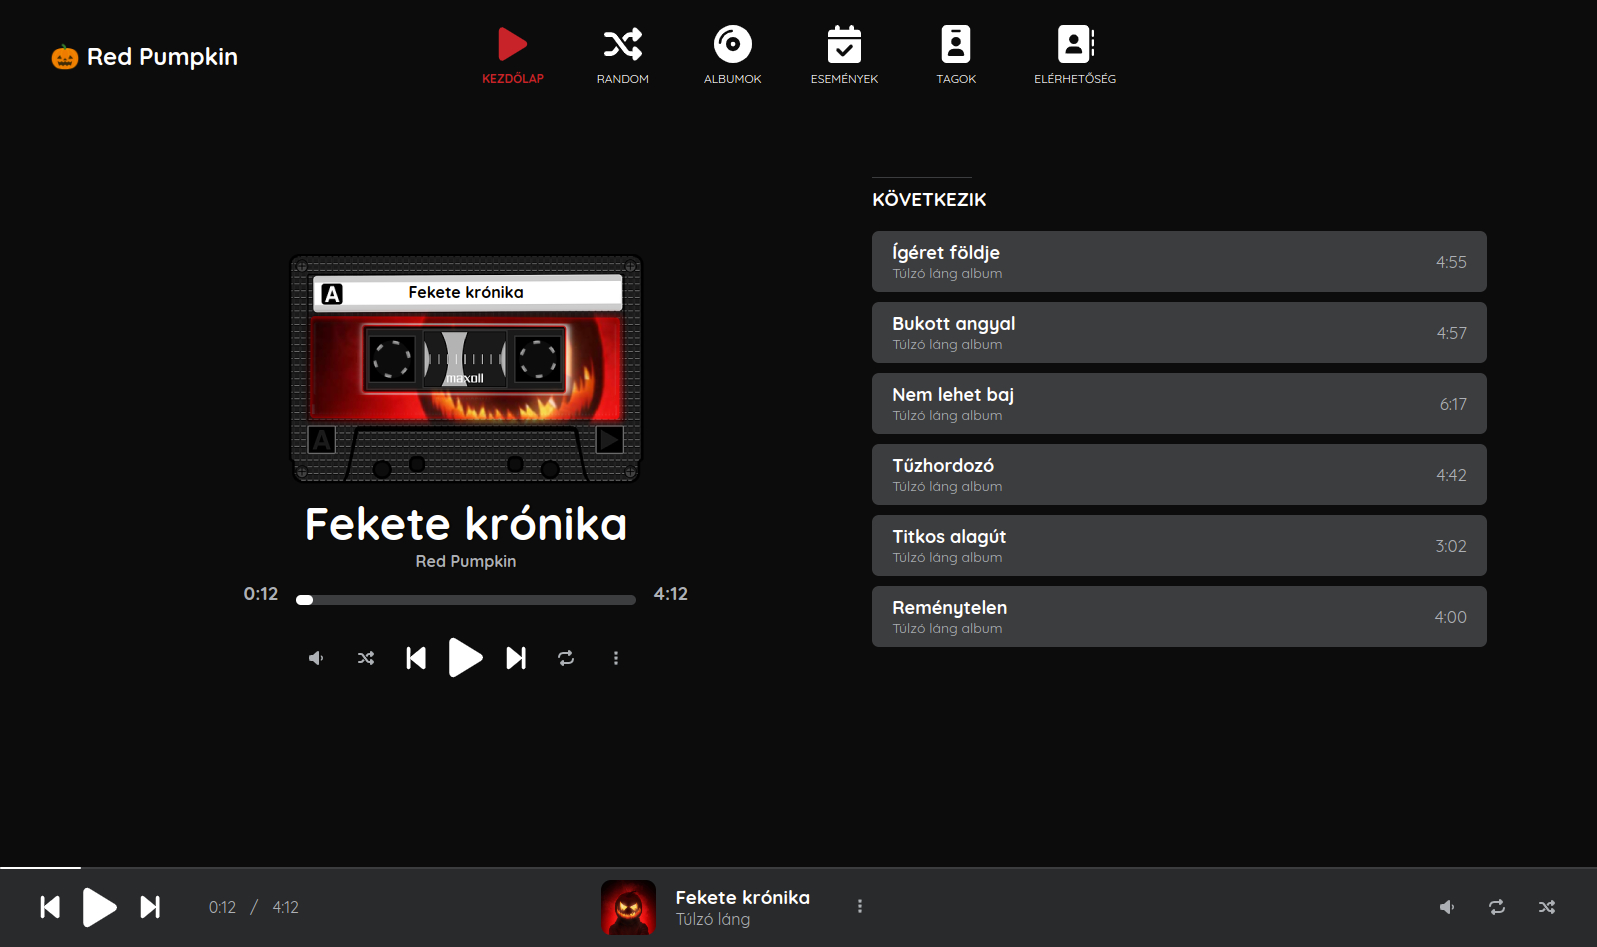 Red Pumpkin
KEZDŐLAP
RANDOM
ALBUMOK
ESEMÉNYEK
TAGOK
ELÉRHETŐSÉG
A
Fekete krónika
maxell
A
Fekete krónika
Red Pumpkin
0:12
4:12
KÖVETKEZIK
Ígéret földje
Túlzó láng album
4:55
Bukott angyal
Túlzó láng album
4:57
Nem lehet baj
Túlzó láng album
6:17
Tűzhordozó
Túlzó láng album
4:42
Titkos alagút
Túlzó láng album
3:02
Reménytelen
Túlzó láng album
4:00
0:12 / 4:12
Fekete krónika
Túlzó láng